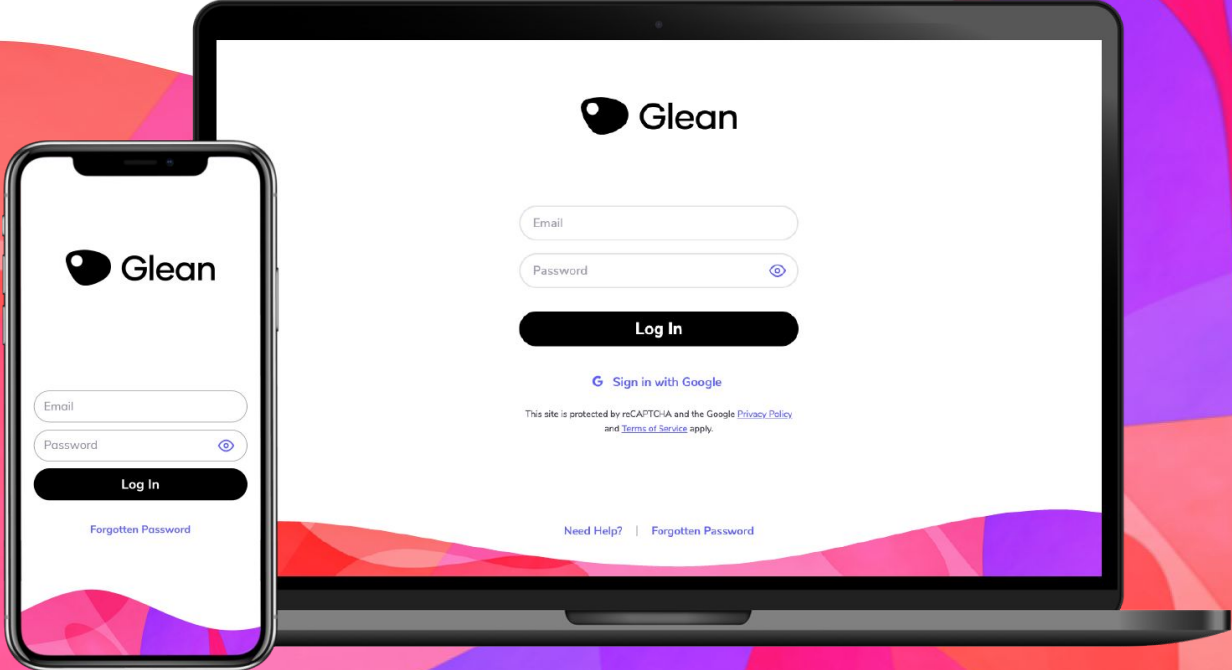 Glean
Email
Password
Log In
Forgotten Password
Glean
Email
Password
Log In
G Sign in with Google
This site is protected by reCAPTCHA and the Google Privacy Policy
and Terms of Service apply.
Need Help? | Forgotten Password